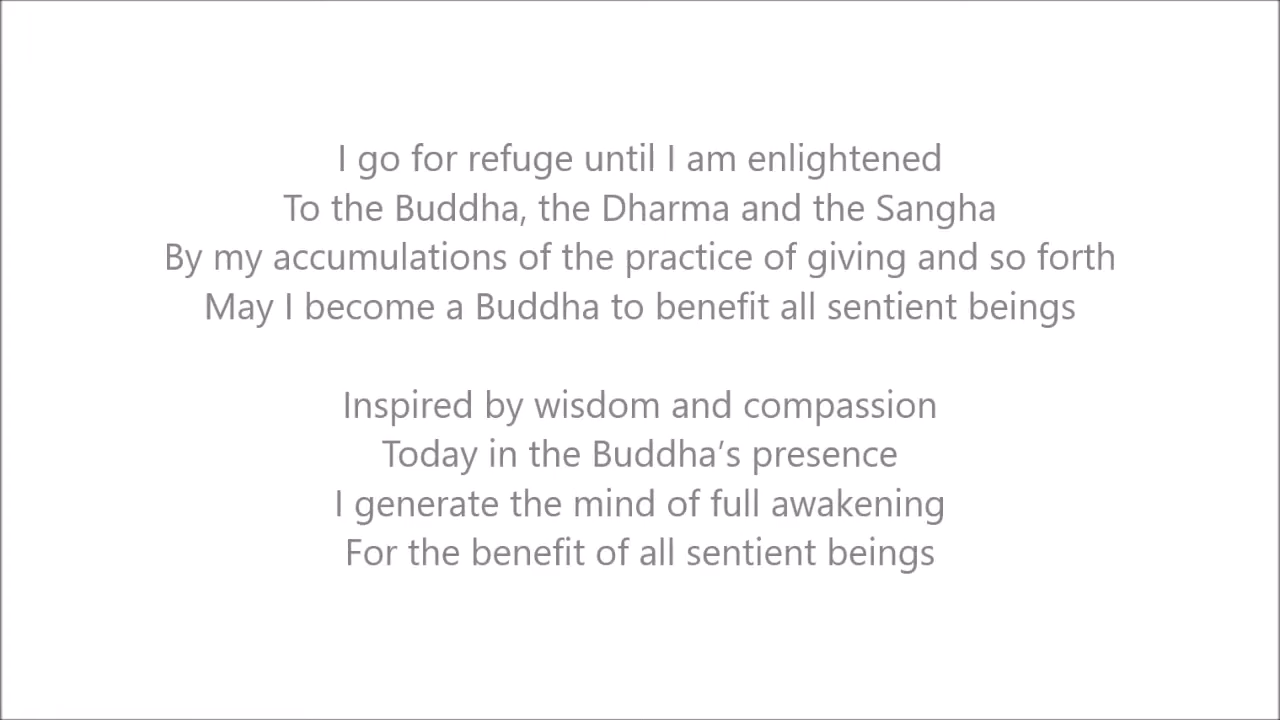 I go for refuge until I am enlightened
To the Buddha, the Dharma and the Sangha
By my accumulations of the practice of giving and so forth
May I become a Buddha to benefit all sentient beings
Inspired by wisdom and compassion
Today in the Buddha’s presence
I generate the mind of full awakening
For the benefit of all sentient beings